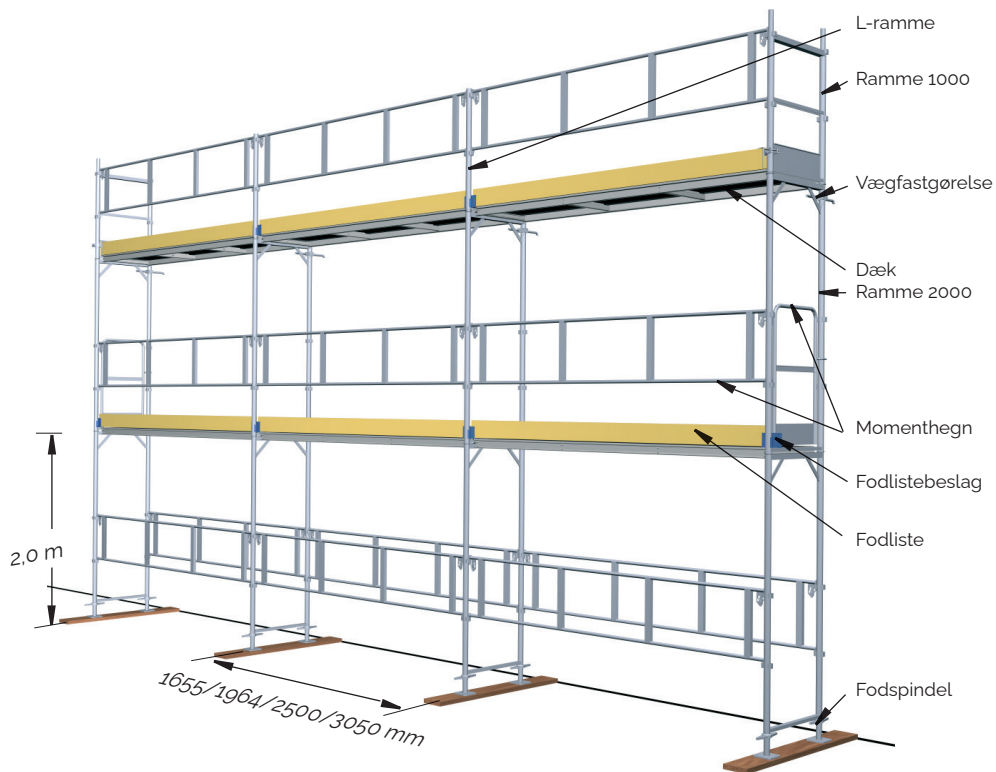 L-ramme
Ramme 1000
Vægfastgørelse
Dæk
Ramme 2000
Momenthegn
Fodlistebeslag
Fodliste
2,0 m
1655/1964/2500/3050 mm
Fodspindel